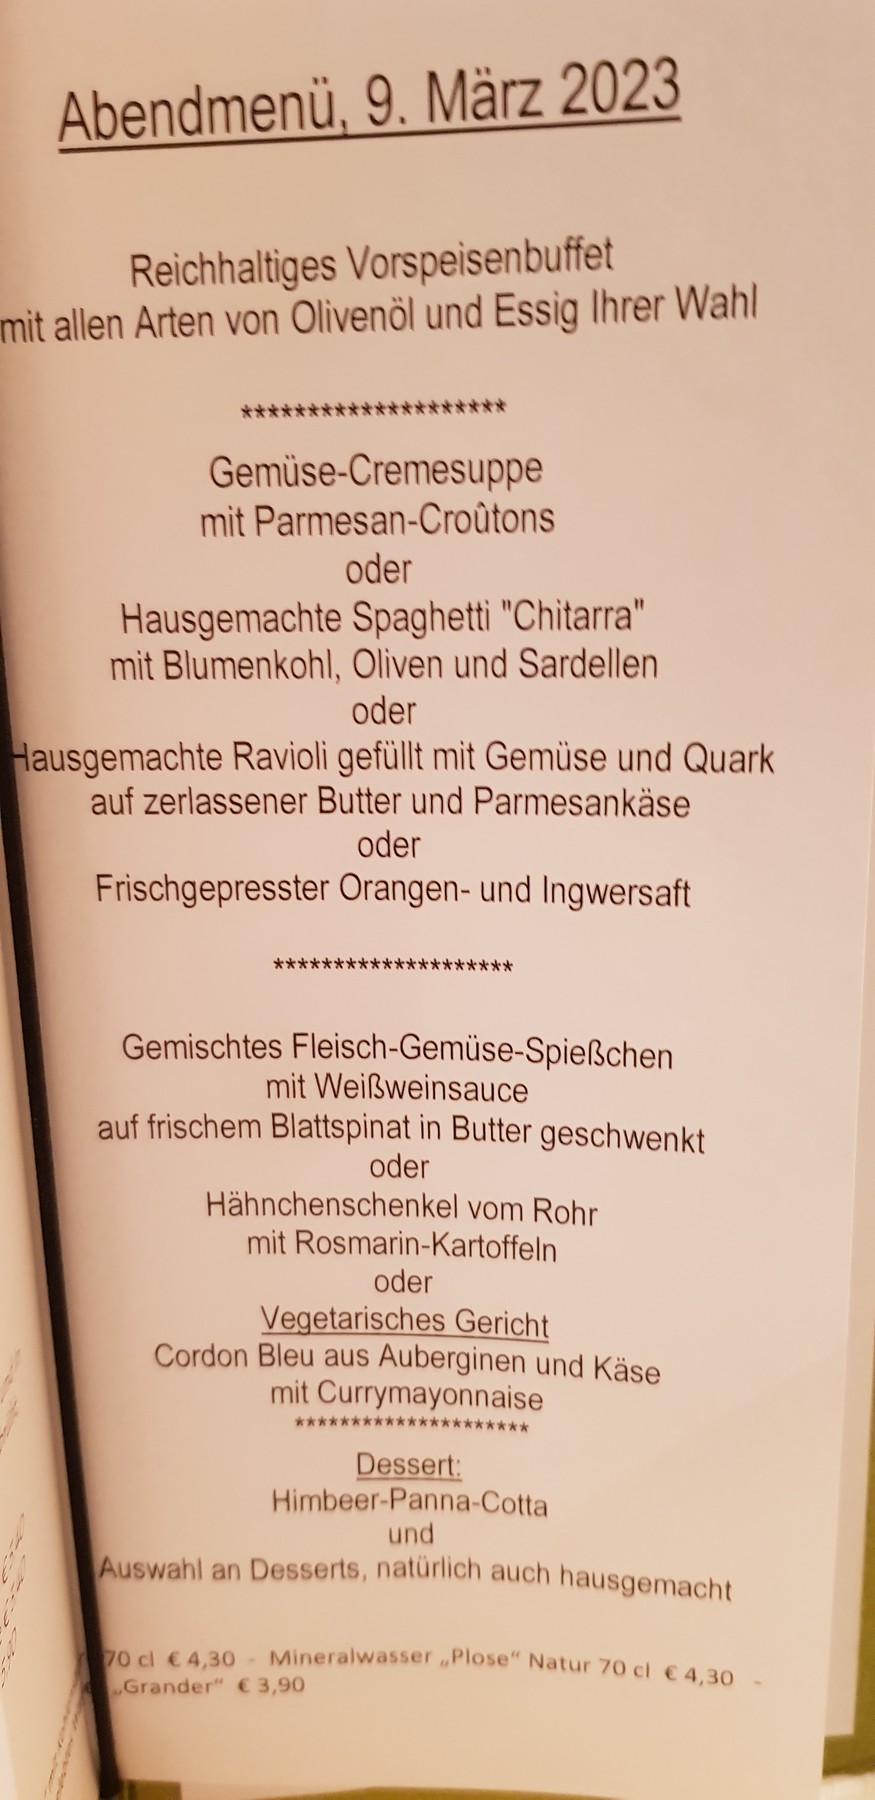 Abendmenü, 9. März 2023
Reichhaltiges Vorspeisenbuffet
mit allen Arten von Olivenöl und Essig Ihrer Wahl
********************
Gemüse-Cremesuppe
mit Parmesan-Croûtons
oder
Hausgemachte Spaghetti "Chitarra"
mit Blumenkohl, Oliven und Sardellen
oder
Hausgemachte Ravioli gefüllt mit Gemüse und Quark
auf zerlassener Butter und Parmesankäse
oder
Frischgepresster Orangen- und Ingwersaft
********************
Gemischtes Fleisch-Gemüse-Spießchen
mit Weißweinsauce
auf frischem Blattspinat in Butter geschwenkt
oder
Hähnchenschenkel vom Rohr
mit Rosmarin-Kartoffeln
oder
Vegetarisches Gericht
Cordon Bleu aus Auberginen und Käse
mit Currymayonnaise
*********************
Dessert:
Himbeer-Panna-Cotta
und
Auswahl an Desserts, natürlich auch hausgemacht
70 cl € 4,30 - Mineralwasser „Plose“ Natur 70 cl € 4,30 -
„Grander“ € 3,90